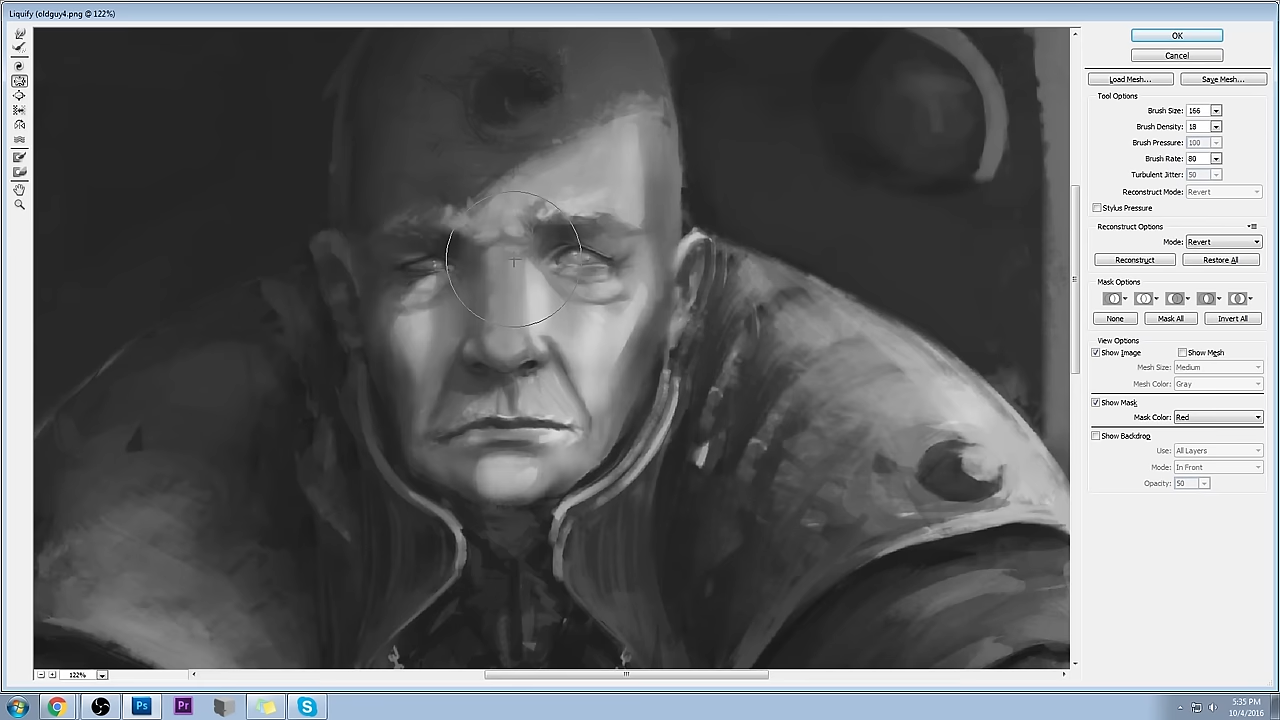 Liquify (oldguy4.png @ 122%)
OK
Cancel
Load Mesh...
Save Mesh...
Tool Options
Brush Size: 166
Brush Density: 18
Brush Pressure: 100
Brush Rate: 80
Turbulent Jitter: 50
Reconstruct Mode: Revert
Stylus Pressure
Reconstruct Options
Mode: Revert
Reconstruct
Restore All
Mask Options
None
Mask All
Invert All
View Options
Show Image
Show Mesh
Mesh Size: Medium
Mesh Color: Gray
Show Mask
Mask Color: Red
Show Backdrop
Use: All Layers
Mode: In Front
Opacity: 50
122%
Ps
Pr
S
5:35 PM
10/4/2016